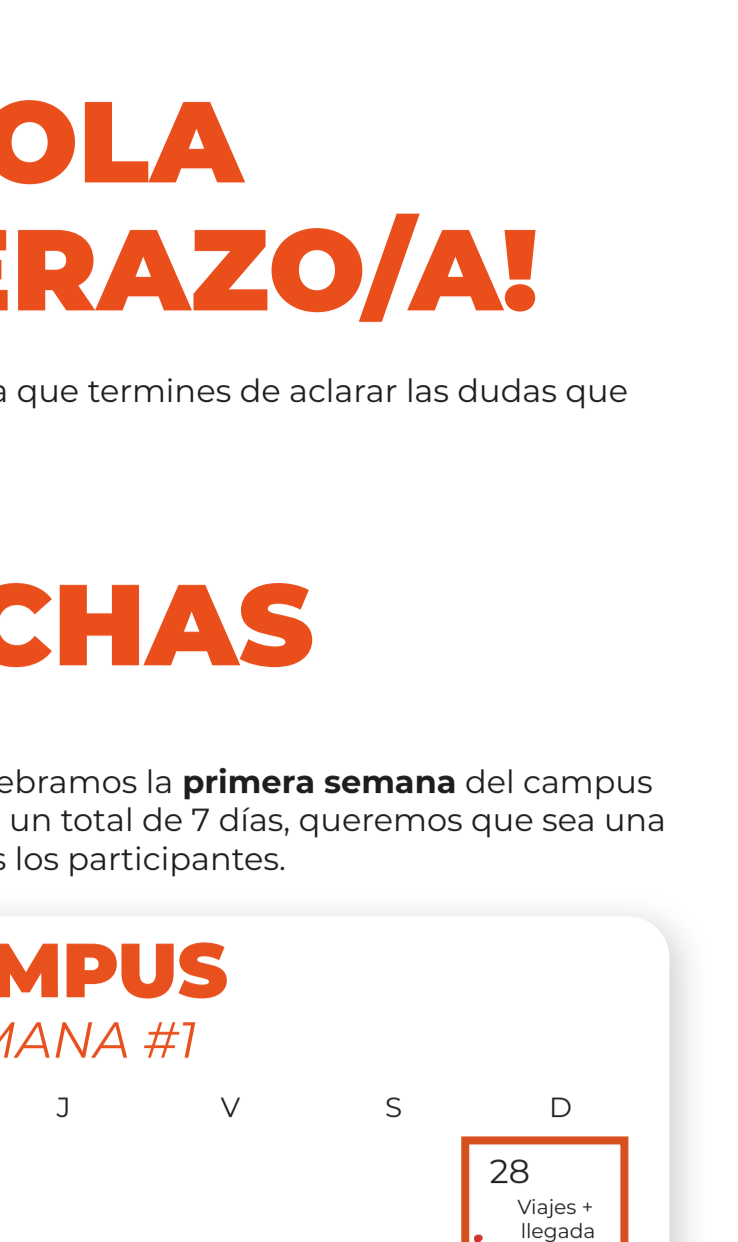 OLA
ERAZO/A!
a que termines de aclarar las dudas que
CHAS
ebramos la primera semana del campus
un total de 7 días, queremos que sea una
s los participantes.
MPUS
MANA #1
J V S D
28
Viajes +
llegada